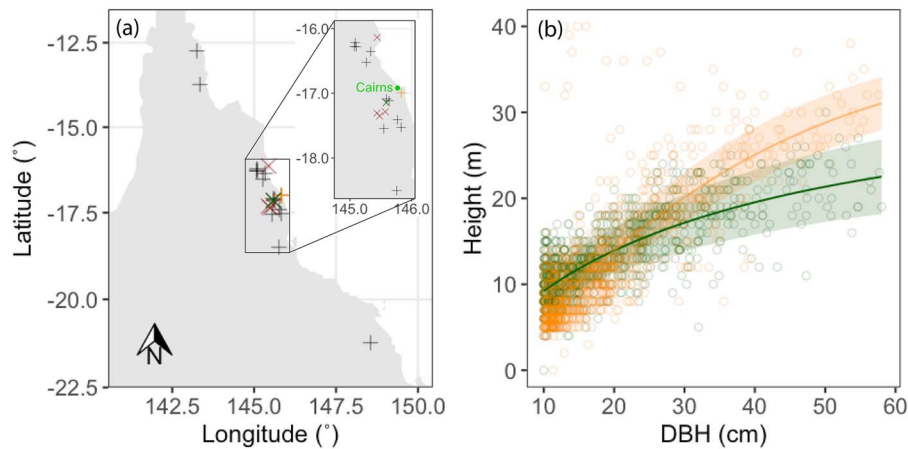 (a)
-12.5
-15.0
-17.5
-20.0
-22.5
Latitude (°)
142.5 145.0 147.5 150.0
Longitude (°)
N
-16.0
-17.0
-18.0
145.0 146.0
Cairns
(b)
40
30
20
10
0
Height (m)
10 20 30 40 50 60
DBH (cm)